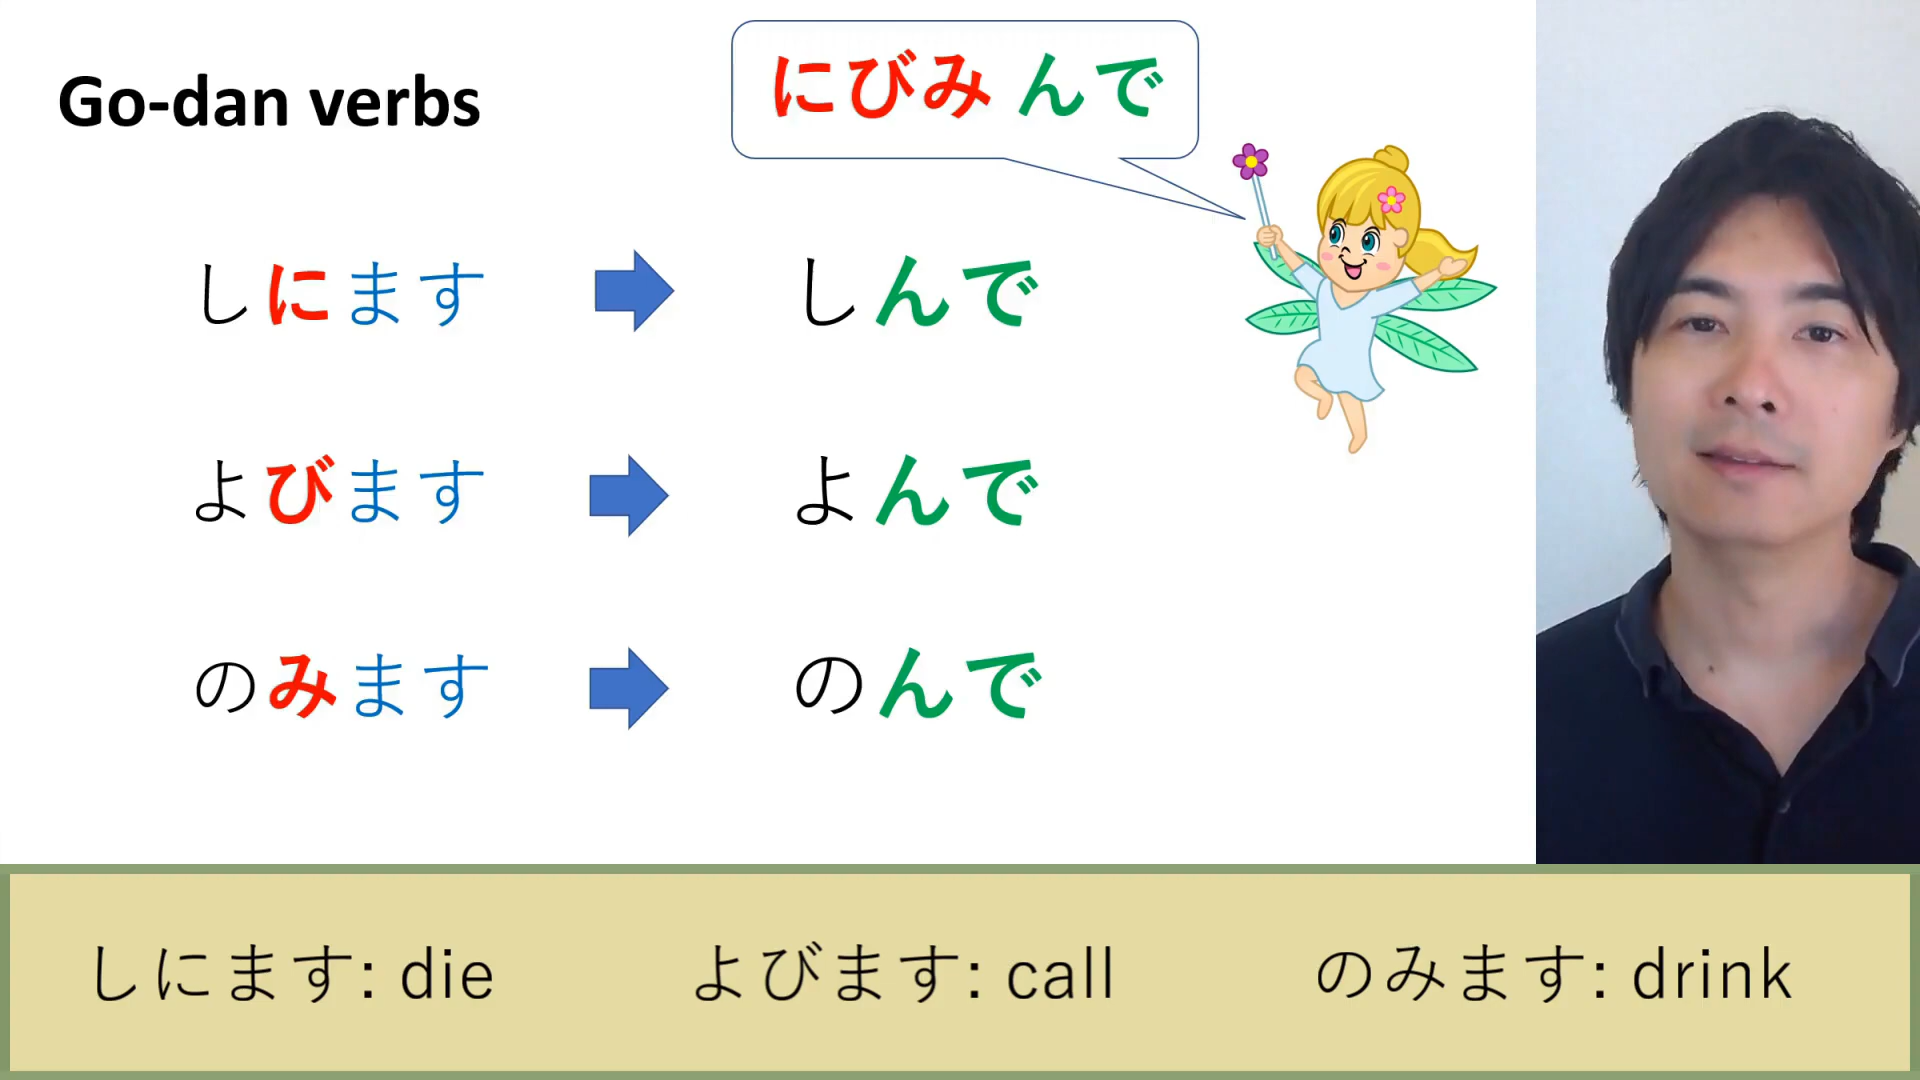 Go-dan verbs
にびみ んで
しにます しんで
よびます よんで
のみます のんで
しにます: die よびます: call のみます: drink